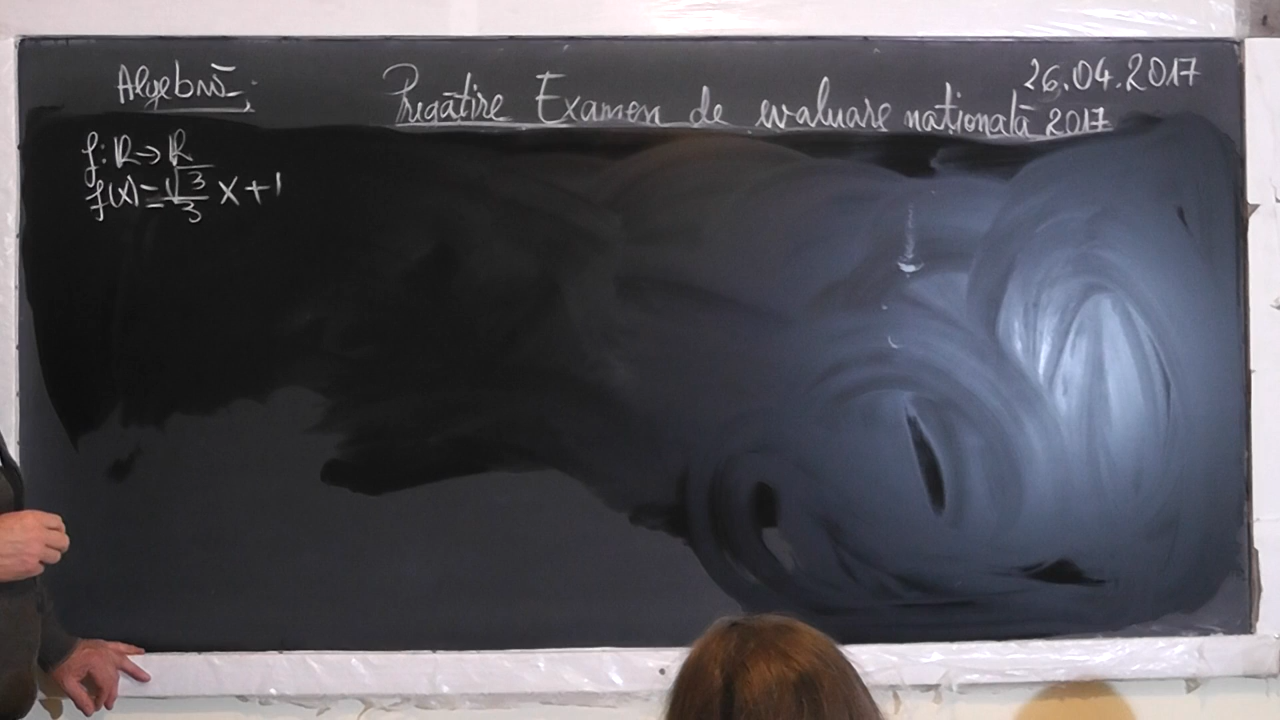 Algebră;
Pregătire Examen de evaluare națională 2017
26.04.2017
f: ℝ→ℝ
f(x)=√3/3 x+1